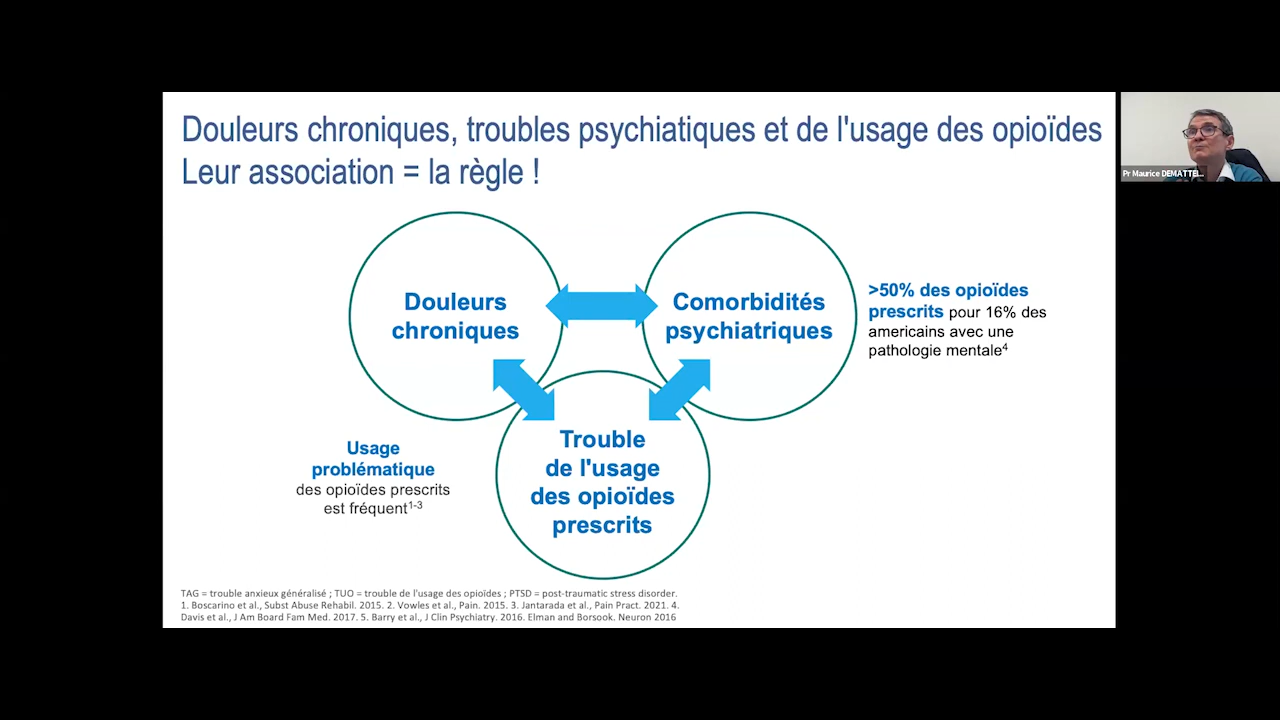 Douleurs chroniques, troubles psychiatiques et de l'usage des opioïdes
Leur association = la règle !
Pr Maurice DEMATTEI...
Douleurs
chroniques
Comorbidités
psychiatriques
>50% des opioïdes
prescrits pour 16% des
americains avec une
pathologie mentale⁴
Usage
problématique
des opioïdes prescrits
est fréquent¹⁻³
Trouble
de l'usage
des opioïdes
prescrits
TAG = trouble anxieux généralisé ; TUO = trouble de l'usage des opioïdes ; PTSD = post-traumatic stress disorder.
1. Boscarino et al., Subst Abuse Rehabil. 2015. 2. Vowles et al., Pain. 2015. 3. Jantarada et al., Pain Pract. 2021. 4.
Davis et al., J Am Board Fam Med. 2017. 5. Barry et al., J Clin Psychiatry. 2016. Elman and Borsook. Neuron 2016